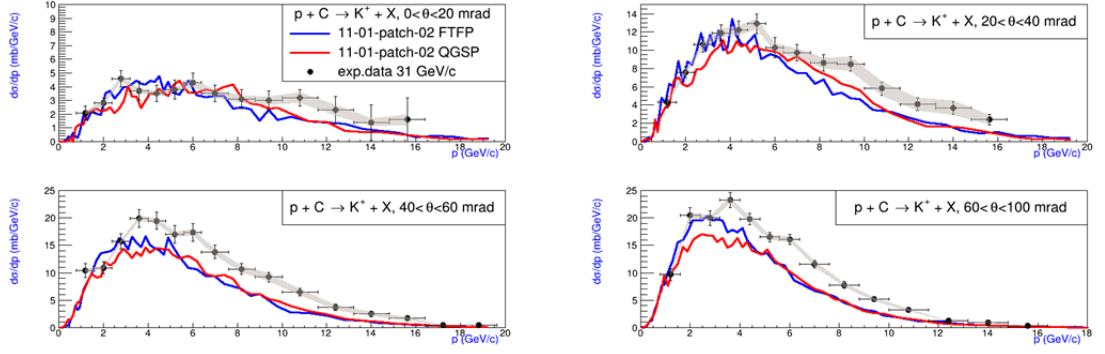 p + C → K⁺ + X, 0<θ<20 mrad
11-01-patch-02 FTFP
11-01-patch-02 QGSP
exp.data 31 GeV/c
dσ/dp (mb/GeV/c)
10
9
8
7
6
5
4
3
2
1
0
0 2 4 6 8 10 12 14 16 18 20
p (GeV/c)
p + C → K⁺ + X, 20<θ<40 mrad
dσ/dp (mb/GeV/c)
14
12
10
8
6
4
2
0
0 2 4 6 8 10 12 14 16 18 20
p (GeV/c)
p + C → K⁺ + X, 40<θ<60 mrad
dσ/dp (mb/GeV/c)
25
20
15
10
5
0
0 2 4 6 8 10 12 14 16 18 20
p (GeV/c)
p + C → K⁺ + X, 60<θ<100 mrad
dσ/dp (mb/GeV/c)
25
20
15
10
5
0
0 2 4 6 8 10 12 14 16 18
p (GeV/c)